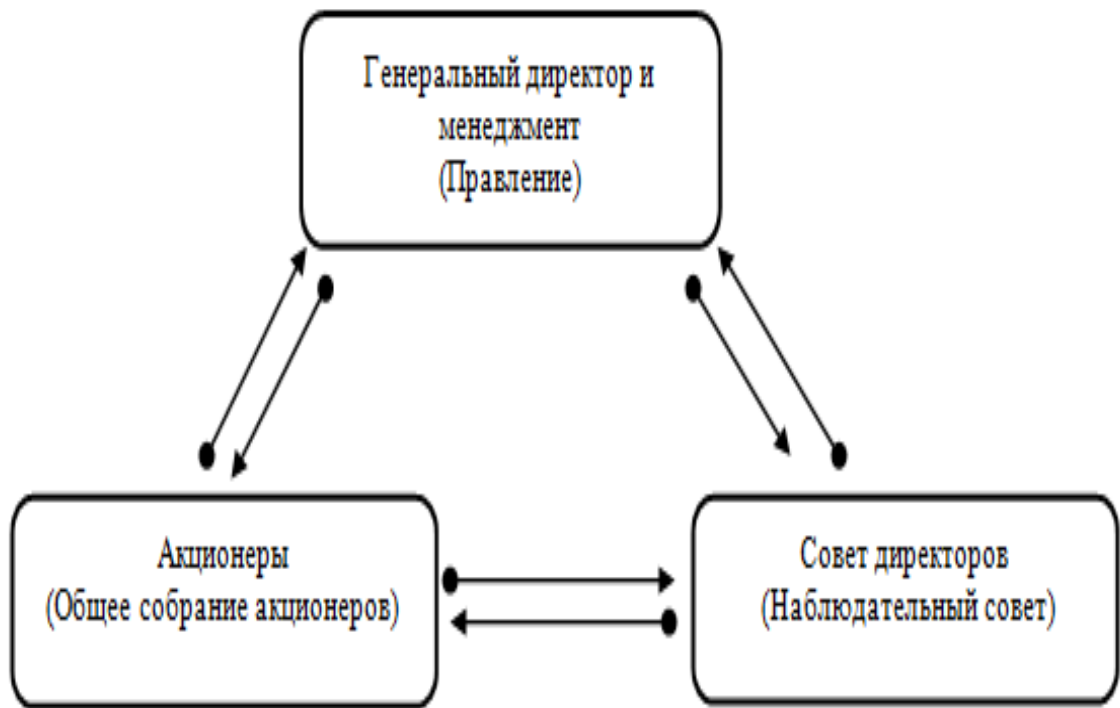 Генеральный директор и
менеджмент
(Правление)
Акционеры
(Общее собрание акционеров)
Совет директоров
(Наблюдательный совет)